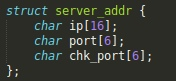 struct server_addr {
    char ip[16];
    char port[6];
    char chk_port[6];
};